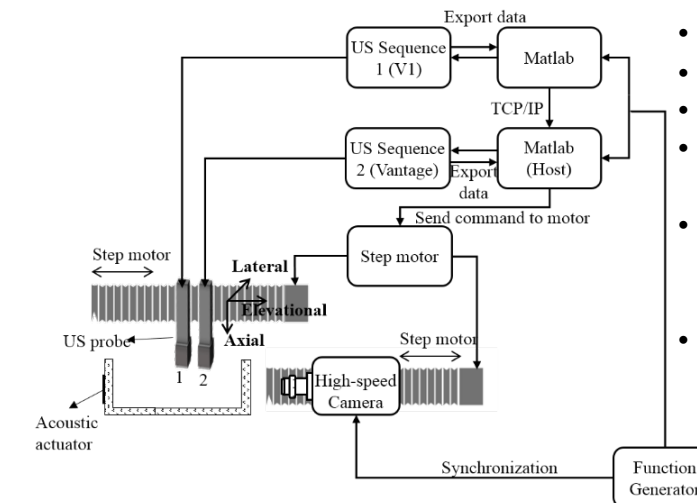 Export data
US Sequence
1 (V1)
Matlab
TCP/IP
US Sequence
2 (Vantage)
Matlab
(Host)
Export
data
Send command to motor
Step motor
Step motor
Lateral
Elevational
Axial
US probe
1 2
Step motor
High-speed
Camera
Acoustic
actuator
Synchronization
Function
Generator